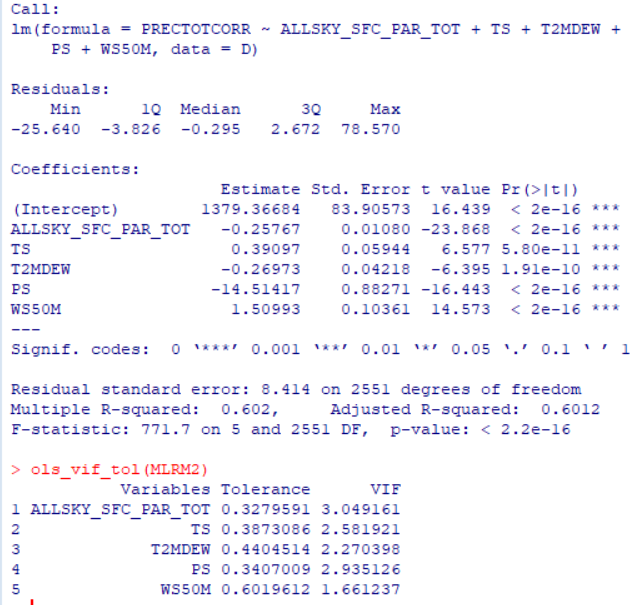 Call:
lm(formula = PRECTOTCORR ~ ALLSKY_SFC_PAR_TOT + TS + T2MDEW +
    PS + WS50M, data = D)

Residuals:
    Min      1Q  Median      3Q     Max
-25.640  -3.826  -0.295   2.672  78.570

Coefficients:
                     Estimate Std. Error t value Pr(>|t|)
(Intercept)        1379.36684   83.90573  16.439  < 2e-16 ***
ALLSKY_SFC_PAR_TOT   -0.25767    0.01080 -23.868  < 2e-16 ***
TS                    0.39097    0.05944   6.577 5.80e-11 ***
T2MDEW               -0.26973    0.04218  -6.395 1.91e-10 ***
PS                  -14.51417    0.88271 -16.443  < 2e-16 ***
WS50M                 1.50993    0.10361  14.573  < 2e-16 ***
---
Signif. codes:  0 ‘***’ 0.001 ‘**’ 0.01 ‘*’ 0.05 ‘.’ 0.1 ‘ ’ 1

Residual standard error: 8.414 on 2551 degrees of freedom
Multiple R-squared:  0.602,     Adjusted R-squared:  0.6012
F-statistic: 771.7 on 5 and 2551 DF,  p-value: < 2.2e-16

> ols_vif_tol(MLRM2)
           Variables Tolerance      VIF
1 ALLSKY_SFC_PAR_TOT 0.3279591 3.049161
2                 TS 0.3873086 2.581921
3             T2MDEW 0.4404514 2.270398
4                 PS 0.3407009 2.935126
5              WS50M 0.6019612 1.661237